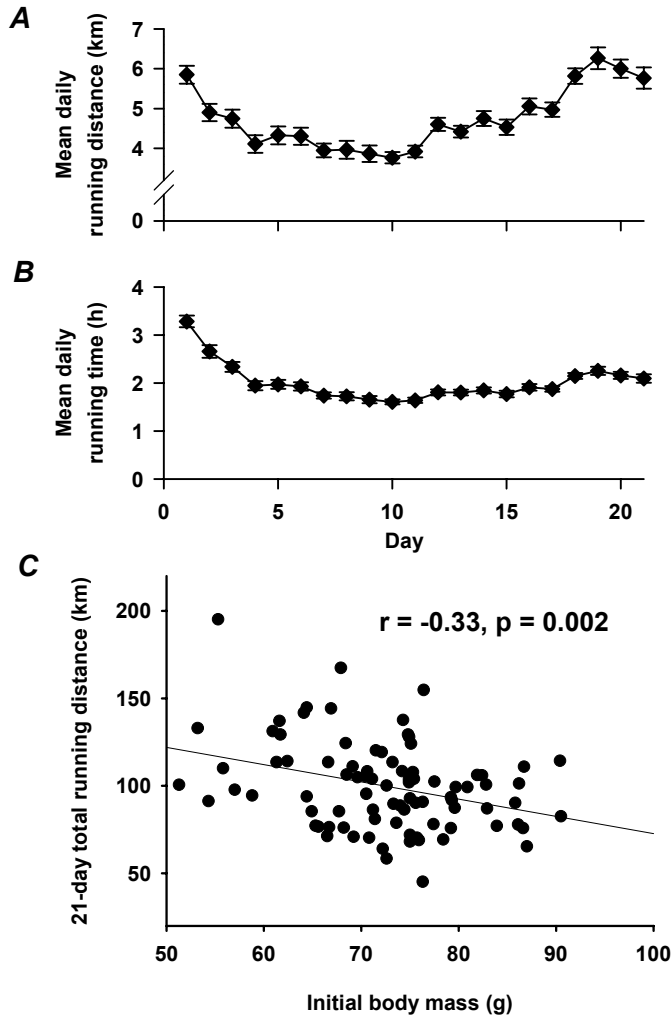 A
Mean daily
running distance (km)
7
6
5
4
0
B
Mean daily
running time (h)
4
3
2
1
0
0
5
10
15
20
Day
C
21-day total running distance (km)
200
150
100
50
r = -0.33, p = 0.002
50
60
70
80
90
100
Initial body mass (g)